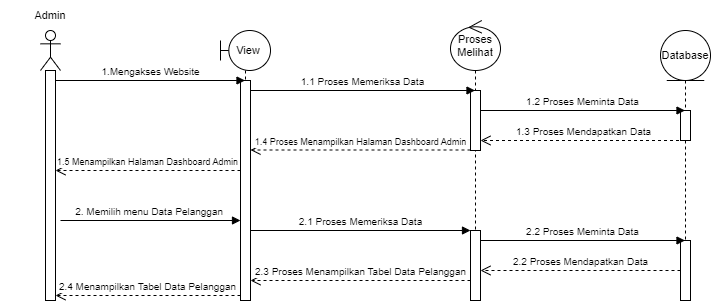 Admin
View
Proses
Melihat
Database
1.Mengakses Website
1.1 Proses Memeriksa Data
1.2 Proses Meminta Data
1.3 Proses Mendapatkan Data
1.4 Proses Menampilkan Halaman Dashboard Admin
1.5 Menampilkan Halaman Dashboard Admin
2. Memilih menu Data Pelanggan
2.1 Proses Memeriksa Data
2.2 Proses Meminta Data
2.2 Proses Mendapatkan Data
2.3 Proses Menampilkan Tabel Data Pelanggan
2.4 Menampilkan Tabel Data Pelanggan